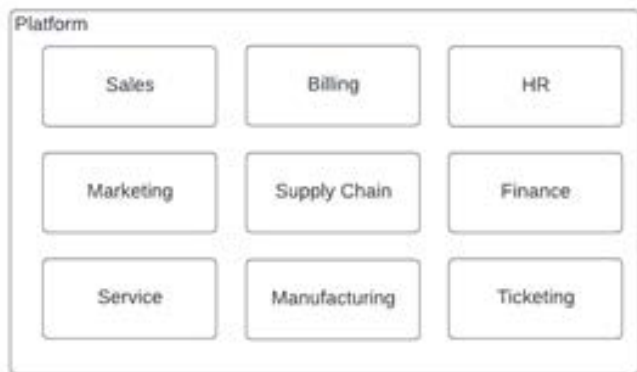 Platform
Sales
Billing
HR
Marketing
Supply Chain
Finance
Service
Manufacturing
Ticketing